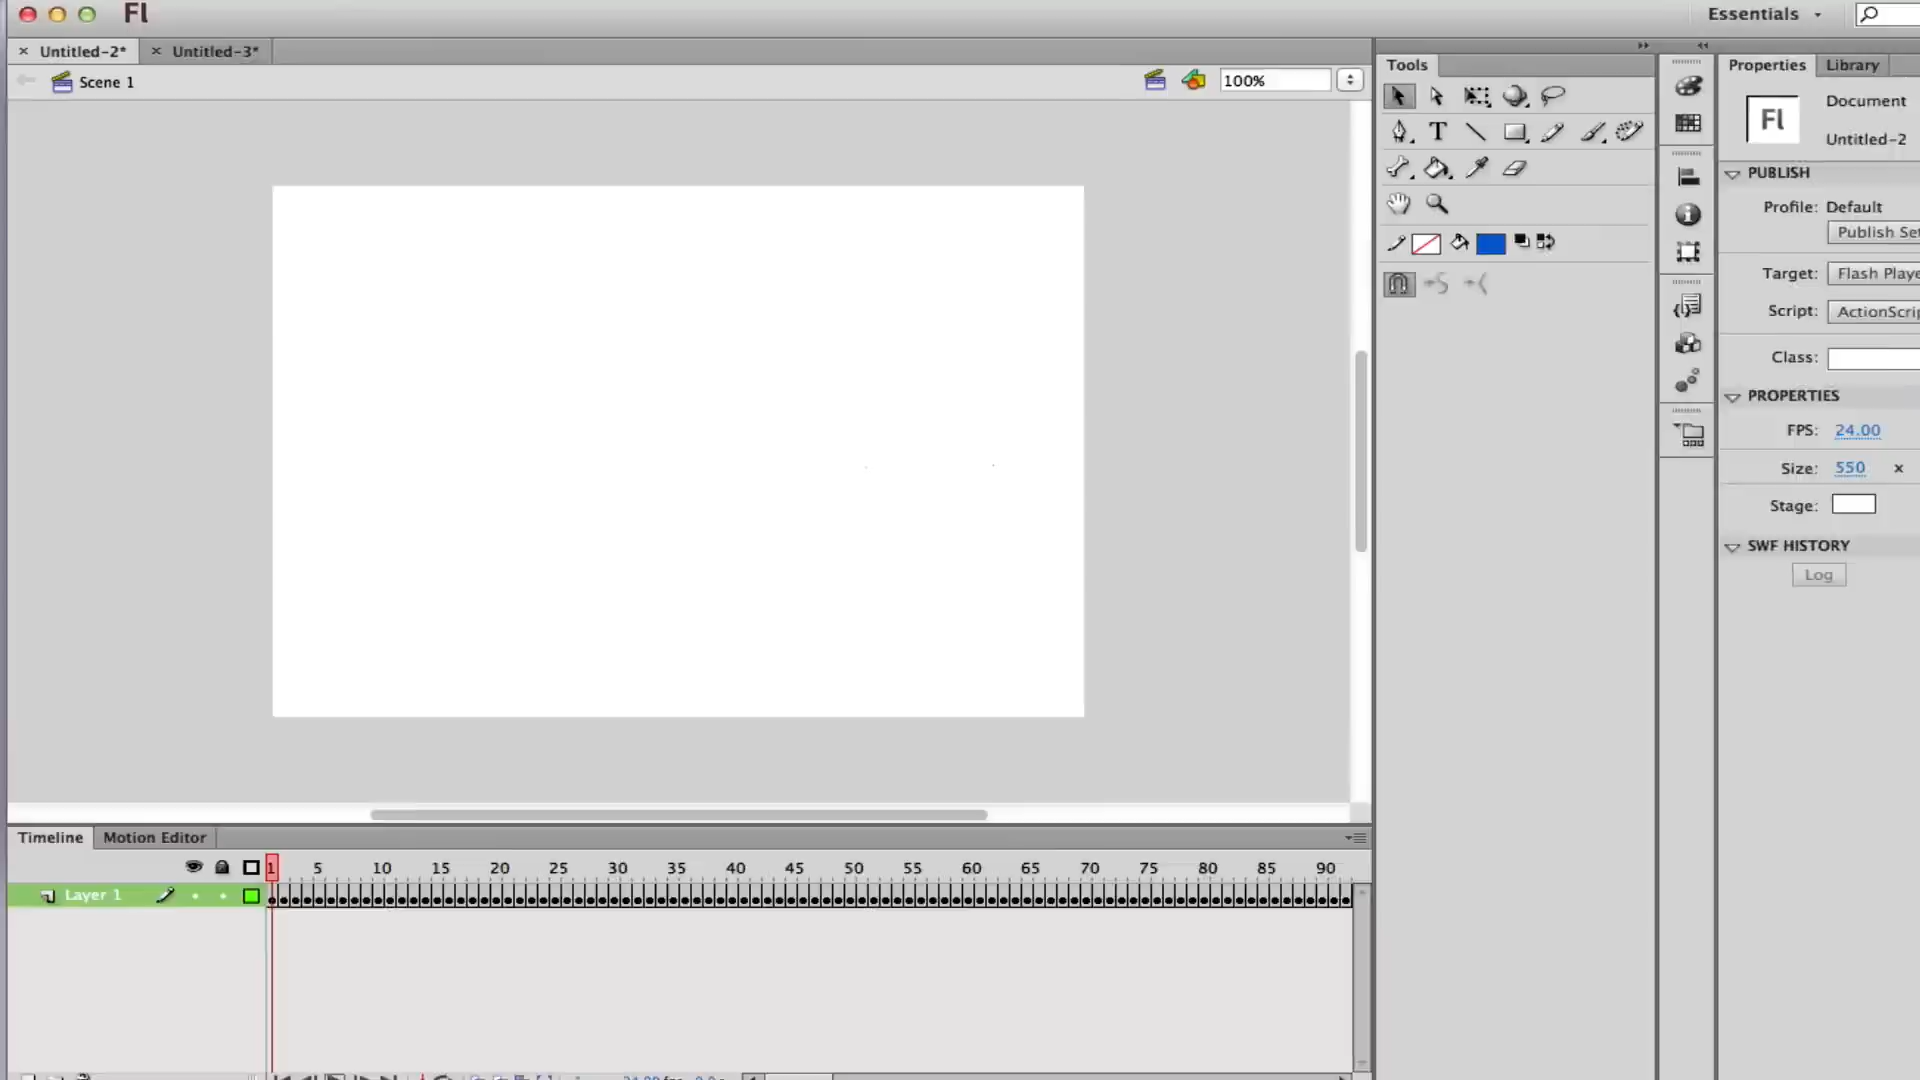 Fl
Essentials
Untitled-2*
Untitled-3*
Scene 1
100%
Tools
T
Properties
Library
Fl
Document
Untitled-2
PUBLISH
Profile: Default
Publish Set
Target: Flash Playe
Script: ActionScrip
Class:
PROPERTIES
FPS: 24.00
Size: 550 x
Stage:
SWF HISTORY
Log
Timeline
Motion Editor
1 5 10 15 20 25 30 35 40 45 50 55 60 65 70 75 80 85 90
Layer 1